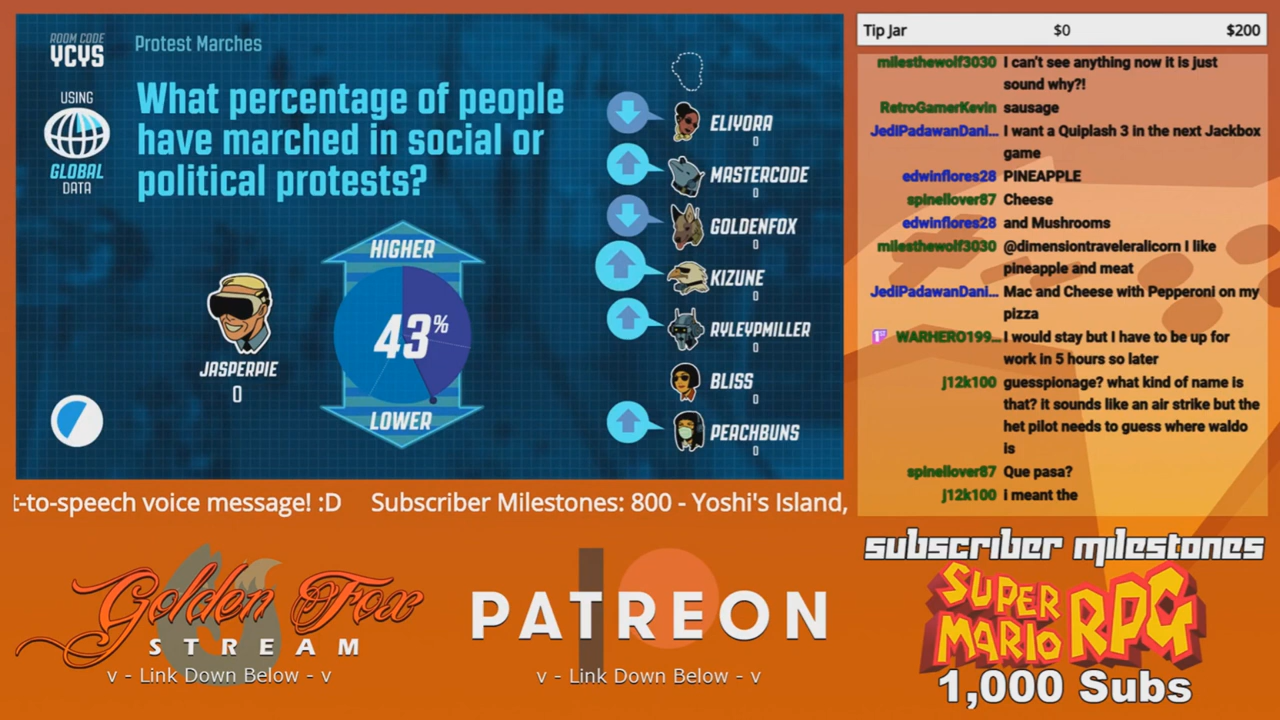 ROOM CODE
YCYS
Protest Marches
USING
GLOBAL
DATA
What percentage of people
have marched in social or
political protests?
HIGHER
43%
LOWER
JASPERPIE
0
ELIYORA
0
MASTERCODE
0
GOLDENFOX
0
KIZUNE
0
RYLEYPMILLER
0
BLISS
0
PEACHBUNS
0
Tip Jar $0 $200
milesthewolf3030 I can't see anything now it is just
sound why?!
RetroGamerKevin sausage
JediPadawanDani... I want a Quiplash 3 in the next Jackbox
game
edwinflores28 PINEAPPLE
spinellover87 Cheese
edwinflores28 and Mushrooms
milesthewolf3030 @dimensiontraveleralicorn I like
pineapple and meat
JediPadawanDani... Mac and Cheese with Pepperoni on my
pizza
WARHERO199... I would stay but I have to be up for
work in 5 hours so later
j12k100 guesspionage? what kind of name is
that? it sounds like an air strike but the
het pilot needs to guess where waldo
is
spinellover87 Que pasa?
j12k100 i meant the
t-to-speech voice message! :D Subscriber Milestones: 800 - Yoshi's Island,
Golden Fox
STREAM
v - Link Down Below - v
PATREON
v - Link Down Below - v
subscriber milestones
SUPER
MARIO
RPG
1,000 Subs